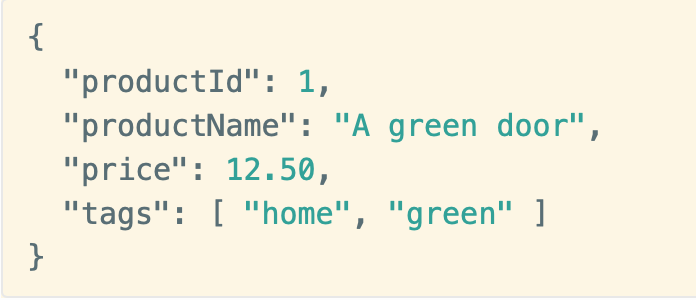 {
  "productId": 1,
  "productName": "A green door",
  "price": 12.50,
  "tags": [ "home", "green" ]
}